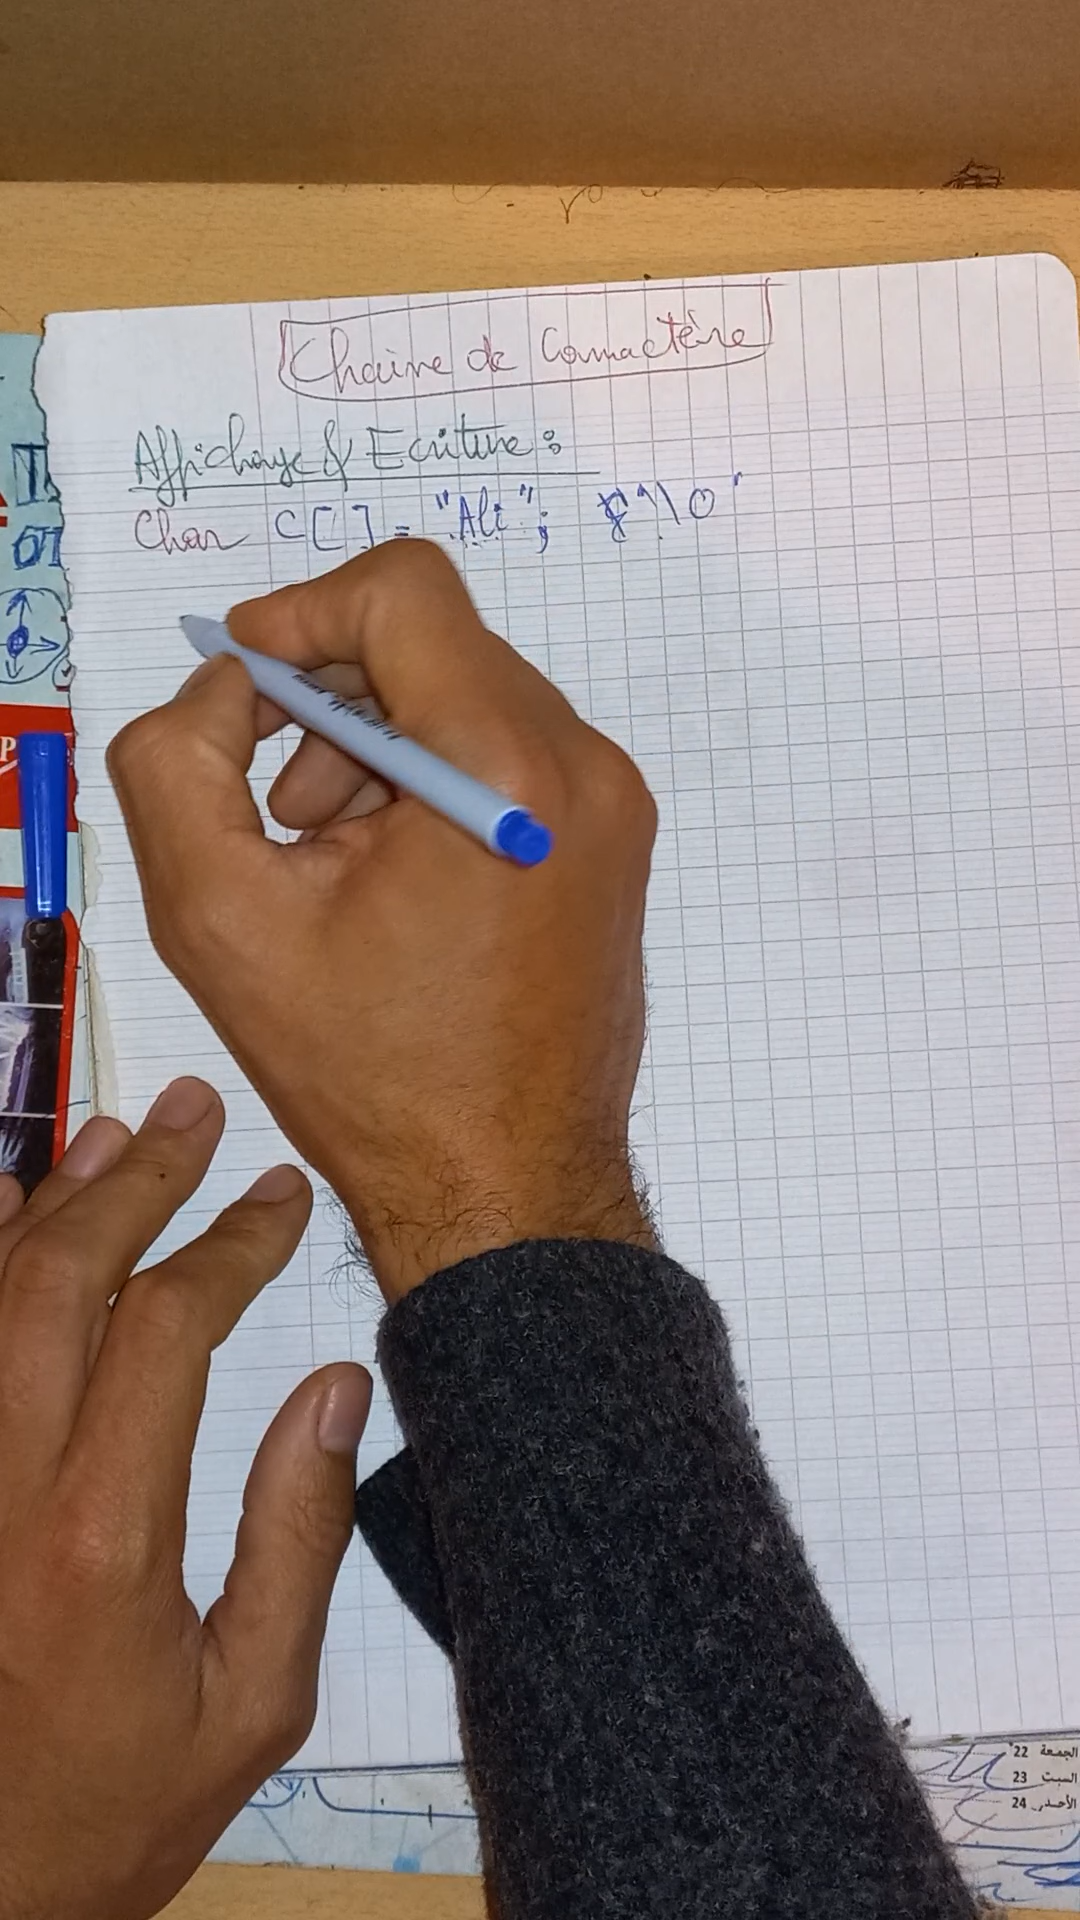 Chaine de Caractère
Affichage & Ecriture :
Char C[] = "Ali"; '\0'
P
22 الجمعة
23 السبت
24 الأحد